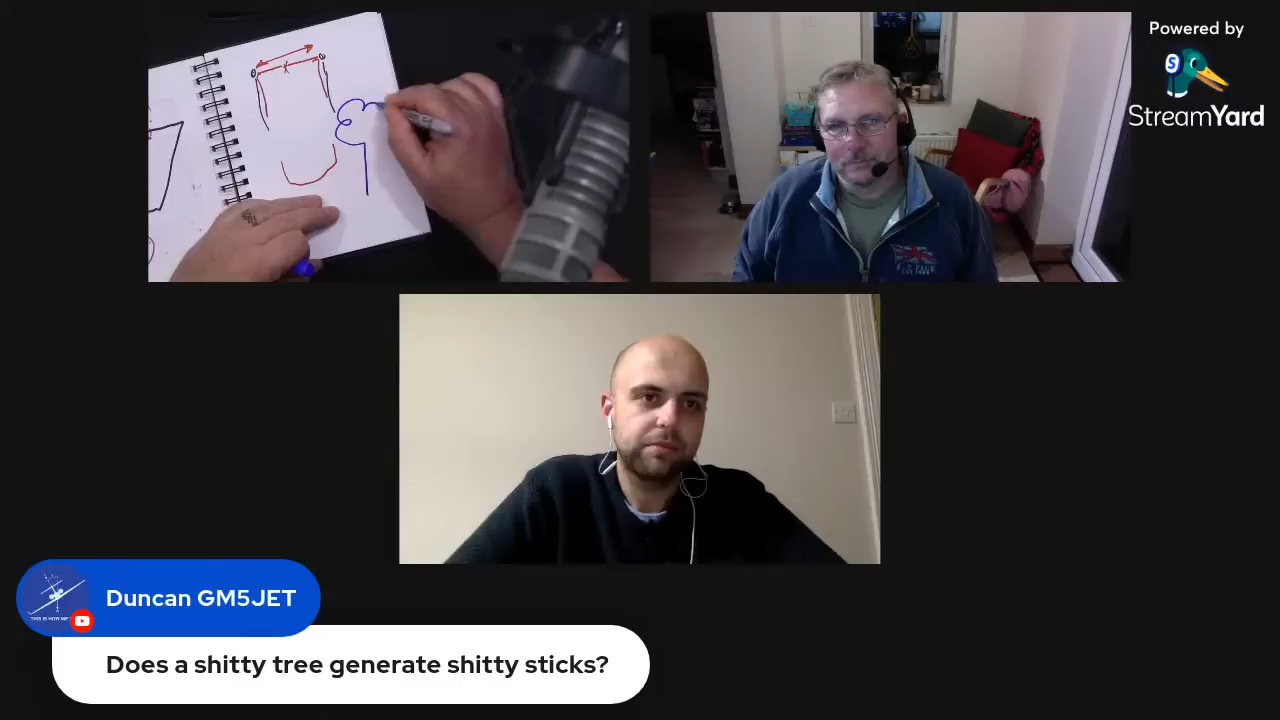 Powered by
StreamYard
Duncan GM5JET
Does a shitty tree generate shitty sticks?